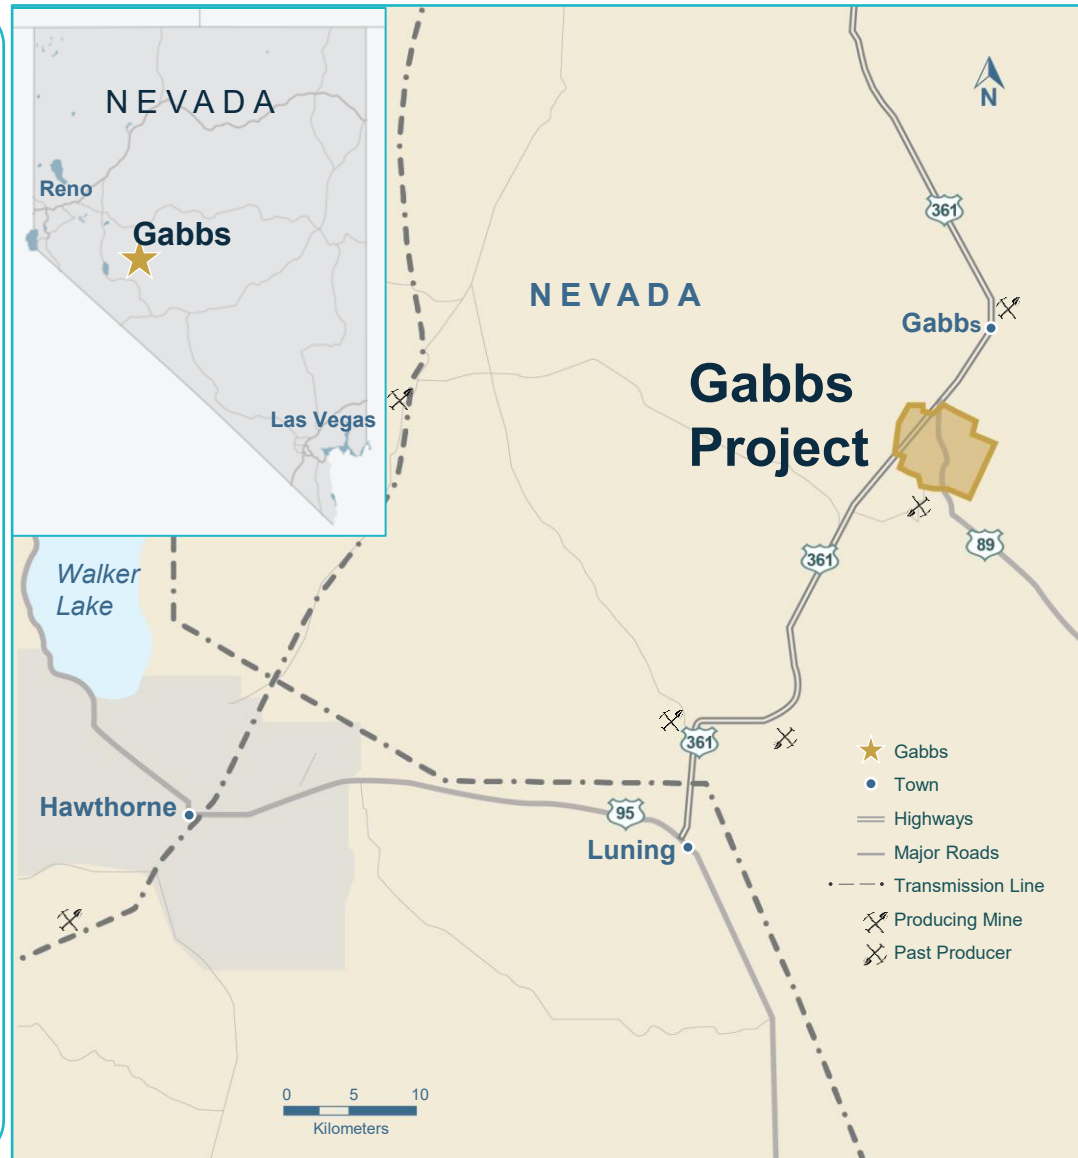 NEVADA
Reno
Gabbs
Las Vegas
N
361
NEVADA
Gabbs
Gabbs
Project
361
89
Walker
Lake
361
Hawthorne
95
Luning
Gabbs
Town
Highways
Major Roads
Transmission Line
Producing Mine
Past Producer
0 5 10
Kilometers